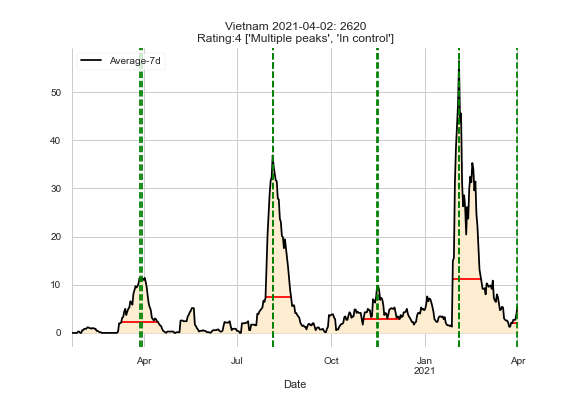 Vietnam 2021-04-02: 2620
Rating:4 ['Multiple peaks', 'In control']
Average-7d
50
40
30
20
10
0
Apr
Jul
Oct
Jan
2021
Apr
Date